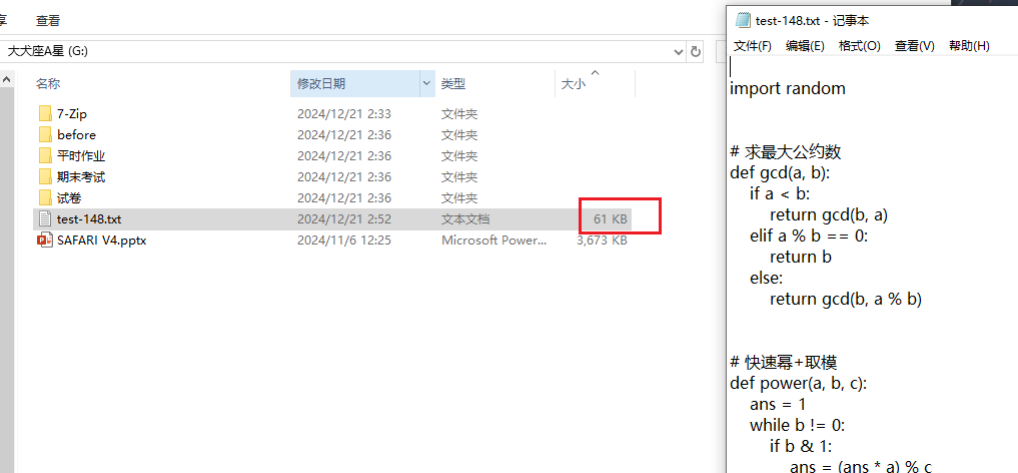 享 查看
大犬座A星 (G:)
名称 修改日期 类型 大小
7-Zip 2024/12/21 2:33 文件夹
before 2024/12/21 2:36 文件夹
平时作业 2024/12/21 2:36 文件夹
期末考试 2024/12/21 2:36 文件夹
试卷 2024/12/21 2:36 文件夹
test-148.txt 2024/12/21 2:52 文本文档 61 KB
SAFARI V4.pptx 2024/11/6 12:25 Microsoft Power... 3,673 KB
test-148.txt - 记事本
文件(F) 编辑(E) 格式(O) 查看(V) 帮助(H)
import random
# 求最大公约数
def gcd(a, b):
if a < b:
return gcd(b, a)
elif a % b == 0:
return b
else:
return gcd(b, a % b)
# 快速幂+取模
def power(a, b, c):
ans = 1
while b != 0:
if b & 1:
ans = (ans * a) % c